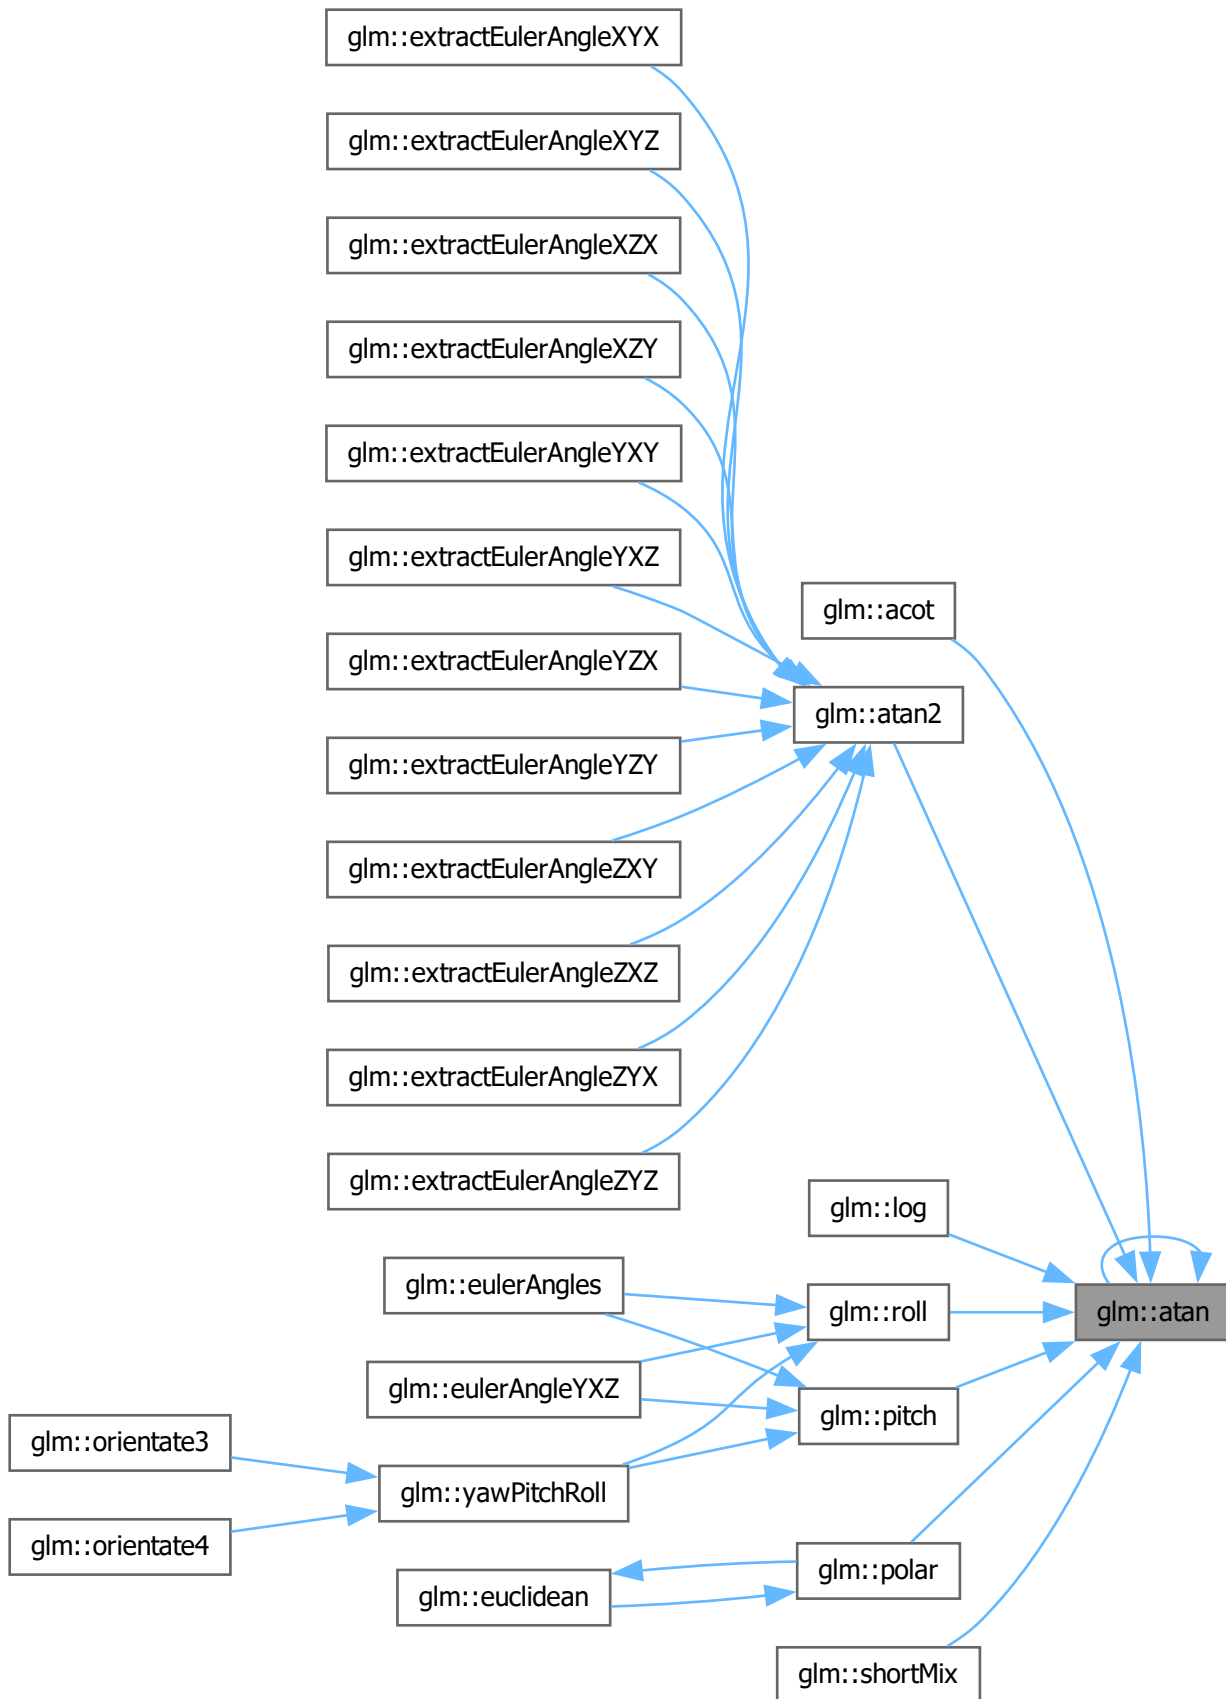 glm::extractEulerAngleXYX
glm::extractEulerAngleXYZ
glm::extractEulerAngleXZX
glm::extractEulerAngleXZY
glm::extractEulerAngleYXY
glm::extractEulerAngleYXZ
glm::acot
glm::extractEulerAngleYZX
glm::atan2
glm::extractEulerAngleYZY
glm::extractEulerAngleZXY
glm::extractEulerAngleZXZ
glm::extractEulerAngleZYX
glm::extractEulerAngleZYZ
glm::log
glm::eulerAngles
glm::roll
glm::atan
glm::eulerAngleYXZ
glm::pitch
glm::orientate3
glm::yawPitchRoll
glm::orientate4
glm::polar
glm::euclidean
glm::shortMix